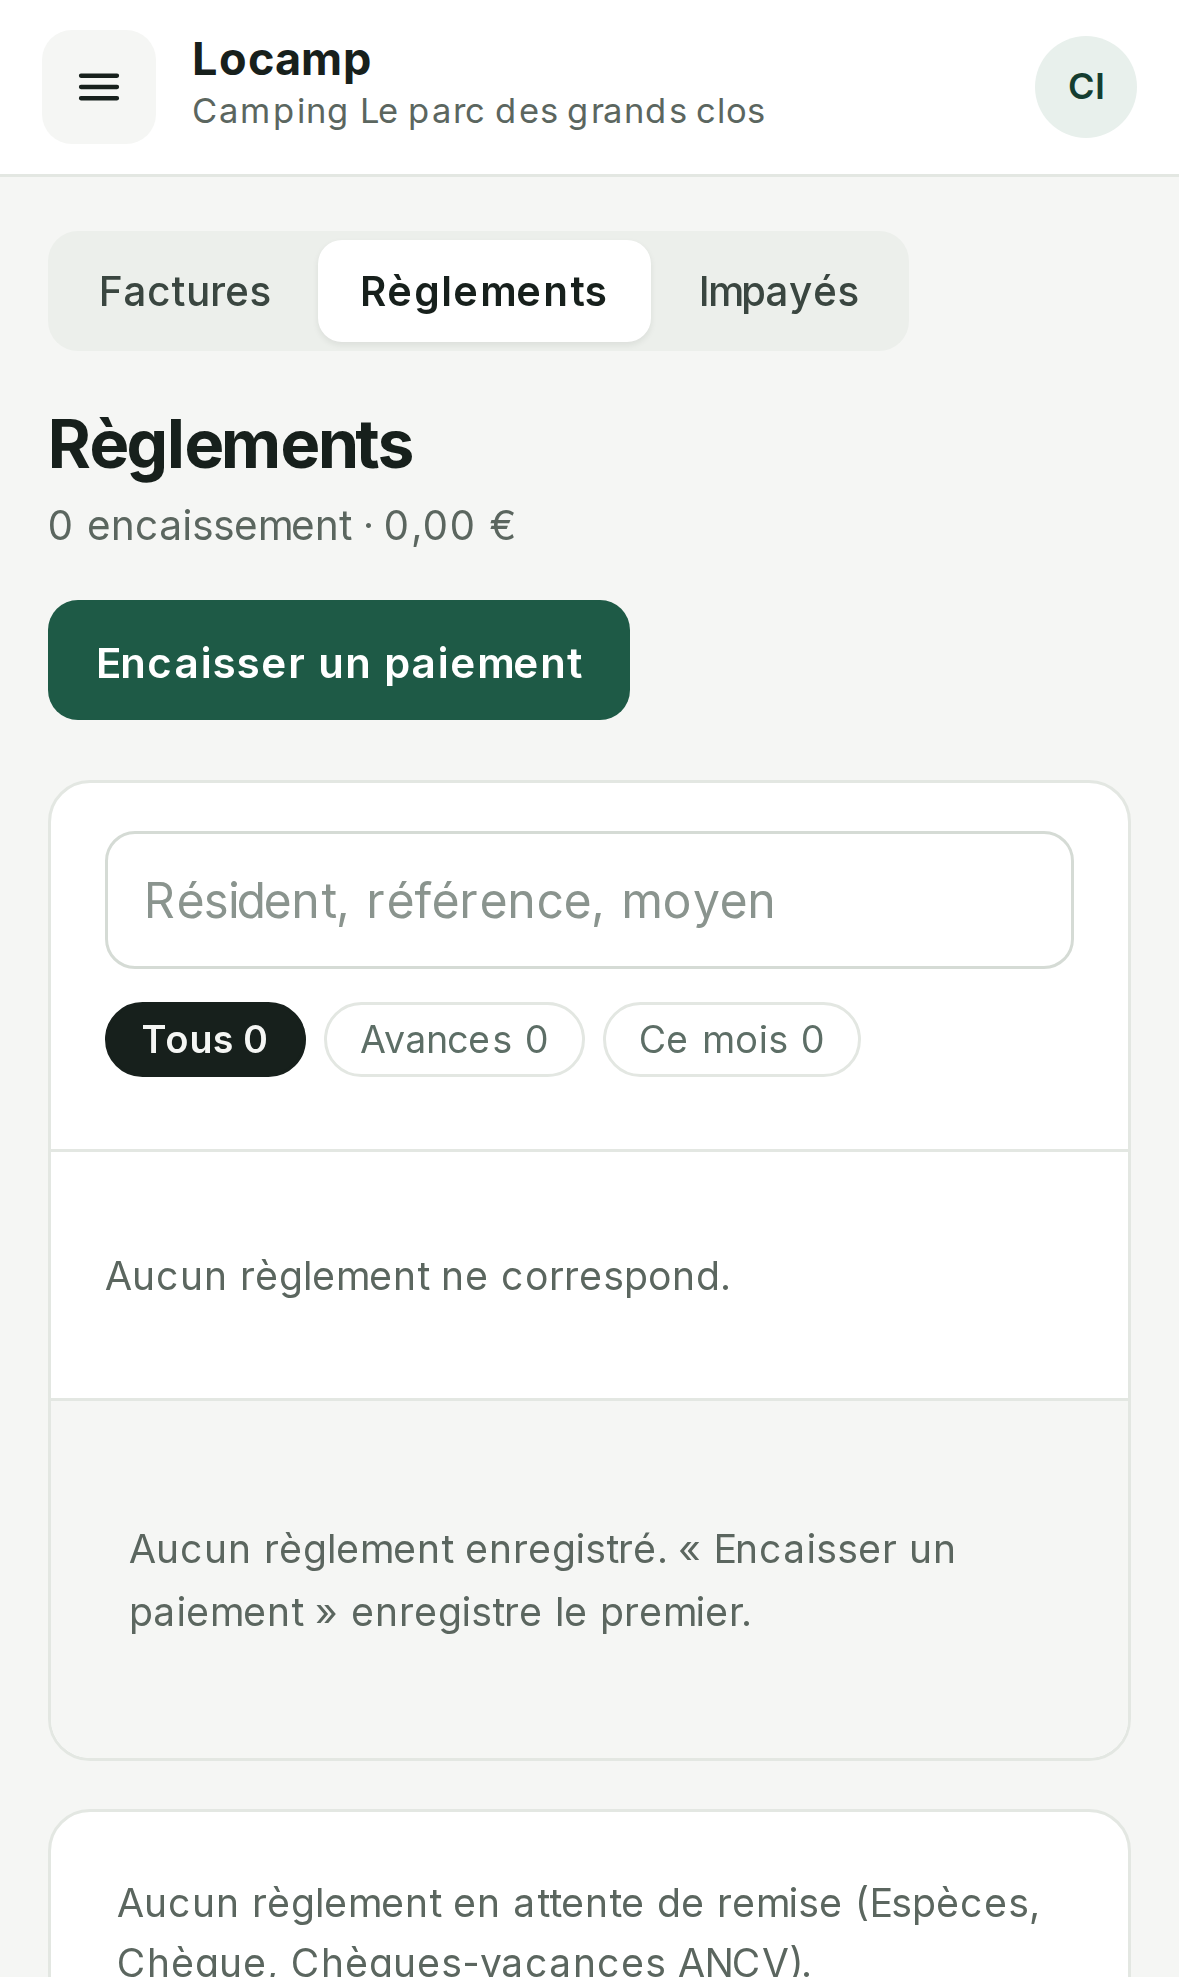 Locamp
Camping Le parc des grands clos
CI
Factures
Règlements
Impayés
Règlements
0 encaissement · 0,00 €
Encaisser un paiement
Résident, référence, moyen
Tous 0
Avances 0
Ce mois 0
Aucun règlement ne correspond.
Aucun règlement enregistré. « Encaisser un
paiement » enregistre le premier.
Aucun règlement en attente de remise (Espèces,
Chèque, Chèques-vacances ANCV).